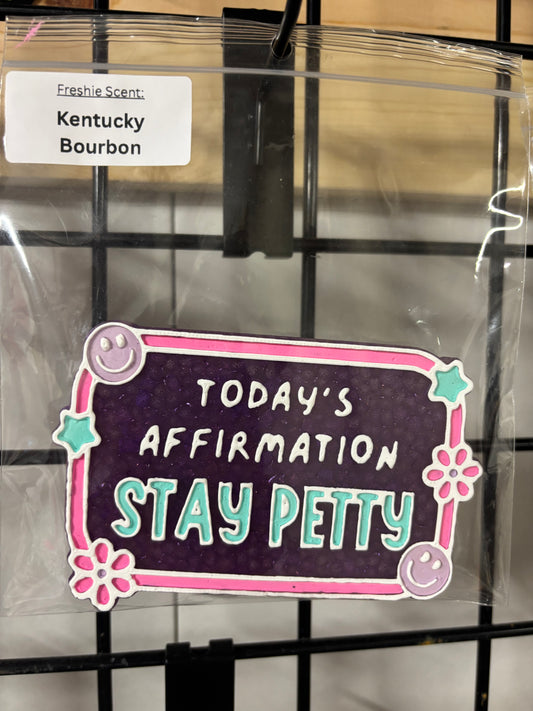 Freshie Scent:
Kentucky
Bourbon
TODAY'S
AFFIRMATION
STAY PETTY